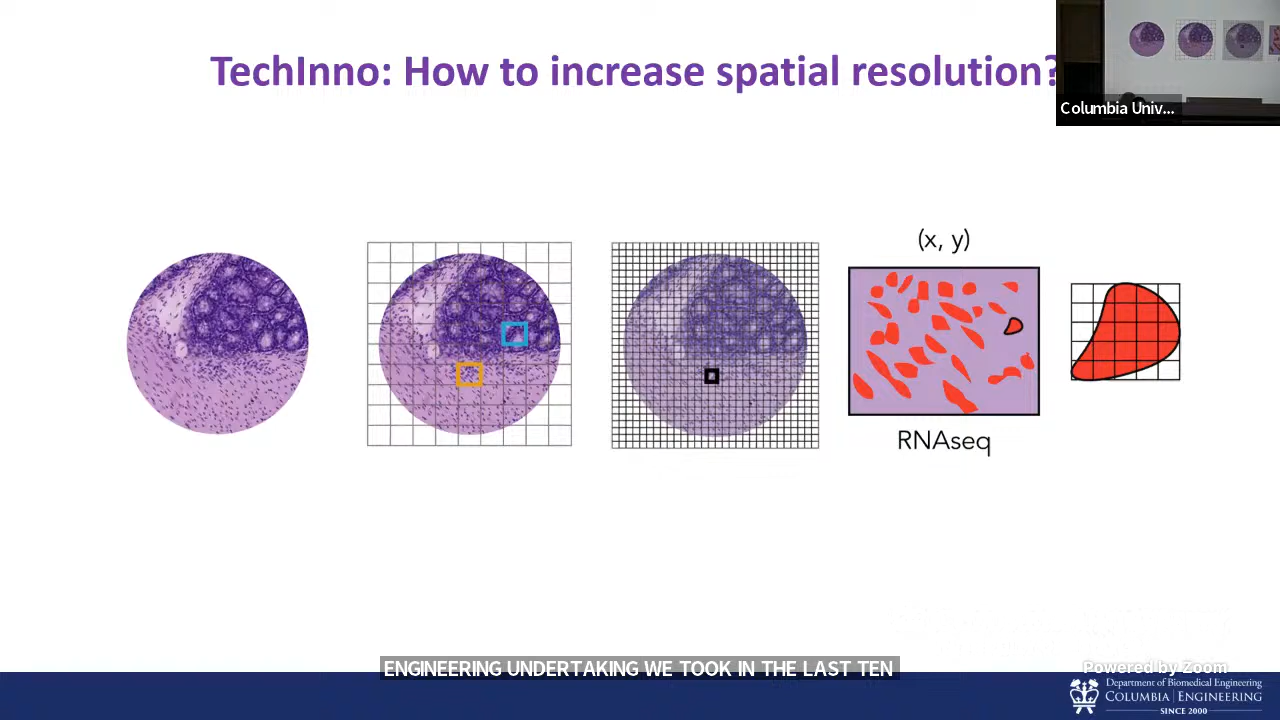 TechInno: How to increase spatial resolution?
Columbia Univ...
(x, y)
RNAseq
ENGINEERING UNDERTAKING WE TOOK IN THE LAST TEN
Powered by Zoom
Department of Biomedical Engineering
COLUMBIA | ENGINEERING
SINCE 2000